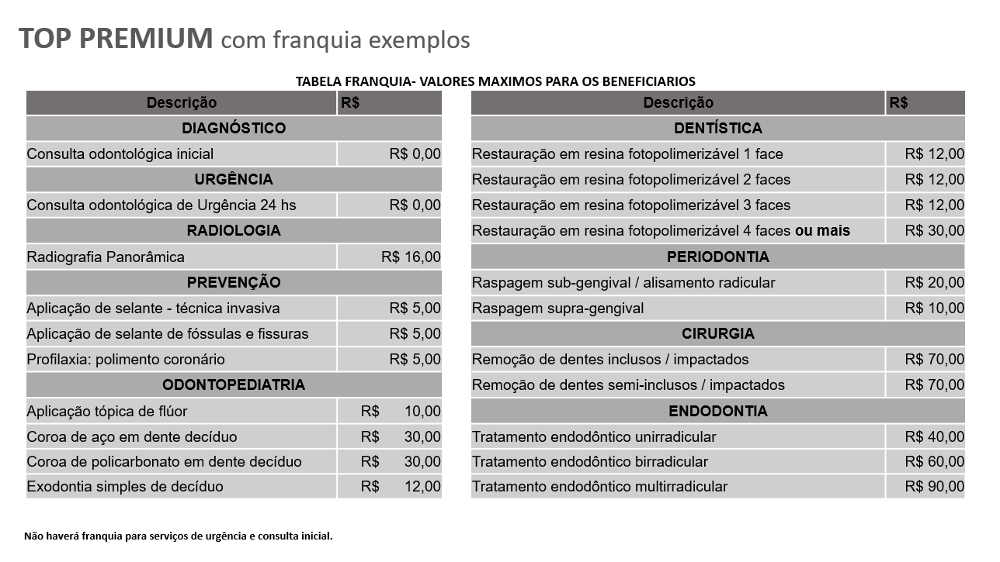 TOP PREMIUM com franquia exemplos
TABELA FRANQUIA- VALORES MAXIMOS PARA OS BENEFICIARIOS
Descrição R$
DIAGNÓSTICO
Consulta odontológica inicial R$ 0,00
URGÊNCIA
Consulta odontológica de Urgência 24 hs R$ 0,00
RADIOLOGIA
Radiografia Panorâmica R$ 16,00
PREVENÇÃO
Aplicação de selante - técnica invasiva R$ 5,00
Aplicação de selante de fóssulas e fissuras R$ 5,00
Profilaxia: polimento coronário R$ 5,00
ODONTOPEDIATRIA
Aplicação tópica de flúor R$ 10,00
Coroa de aço em dente decíduo R$ 30,00
Coroa de policarbonato em dente decíduo R$ 30,00
Exodontia simples de decíduo R$ 12,00
Descrição R$
DENTÍSTICA
Restauração em resina fotopolimerizável 1 face R$ 12,00
Restauração em resina fotopolimerizável 2 faces R$ 12,00
Restauração em resina fotopolimerizável 3 faces R$ 12,00
Restauração em resina fotopolimerizável 4 faces ou mais R$ 30,00
PERIODONTIA
Raspagem sub-gengival / alisamento radicular R$ 20,00
Raspagem supra-gengival R$ 10,00
CIRURGIA
Remoção de dentes inclusos / impactados R$ 70,00
Remoção de dentes semi-inclusos / impactados R$ 70,00
ENDODONTIA
Tratamento endodôntico unirradicular R$ 40,00
Tratamento endodôntico birradicular R$ 60,00
Tratamento endodôntico multirradicular R$ 90,00
Não haverá franquia para serviços de urgência e consulta inicial.